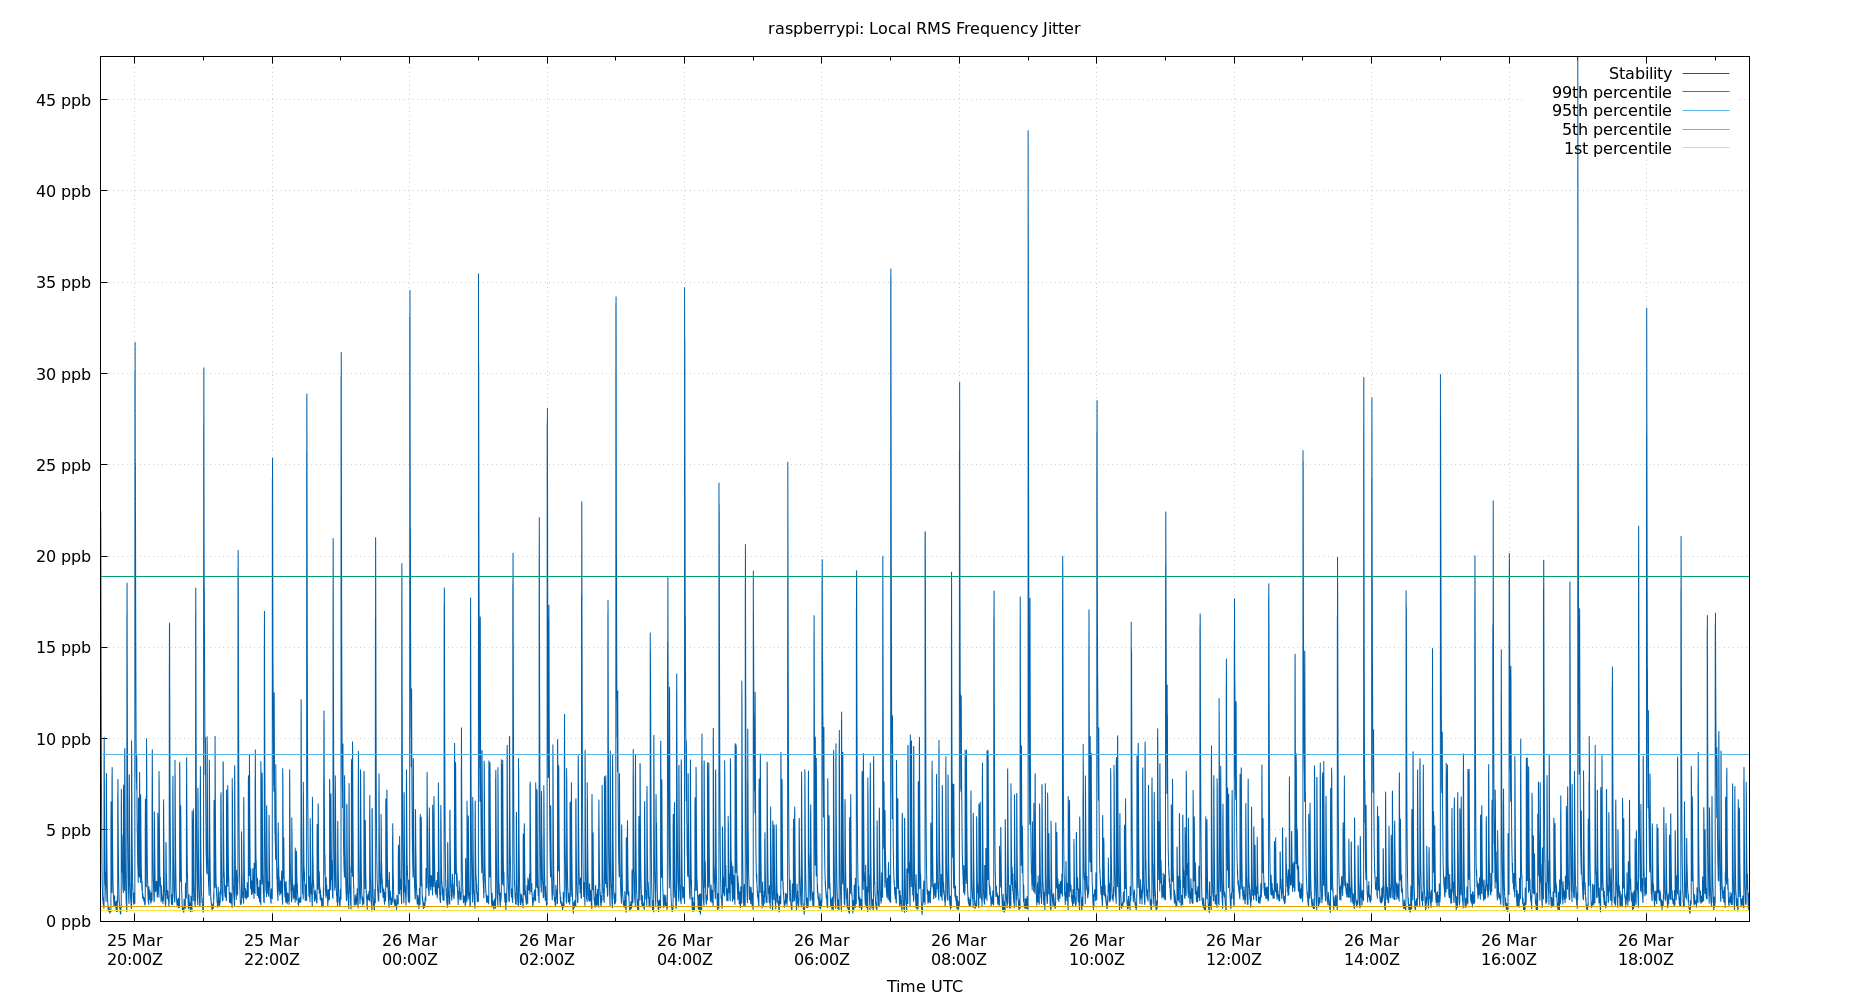 raspberrypi: Local RMS Frequency Jitter
Stability
99th percentile
95th percentile
5th percentile
1st percentile
45 ppb
40 ppb
35 ppb
30 ppb
25 ppb
20 ppb
15 ppb
10 ppb
5 ppb
0 ppb
25 Mar 25 Mar 26 Mar 26 Mar 26 Mar 26 Mar 26 Mar 26 Mar 26 Mar 26 Mar 26 Mar 26 Mar
20:00Z 22:00Z 00:00Z 02:00Z 04:00Z 06:00Z 08:00Z 10:00Z 12:00Z 14:00Z 16:00Z 18:00Z
Time UTC